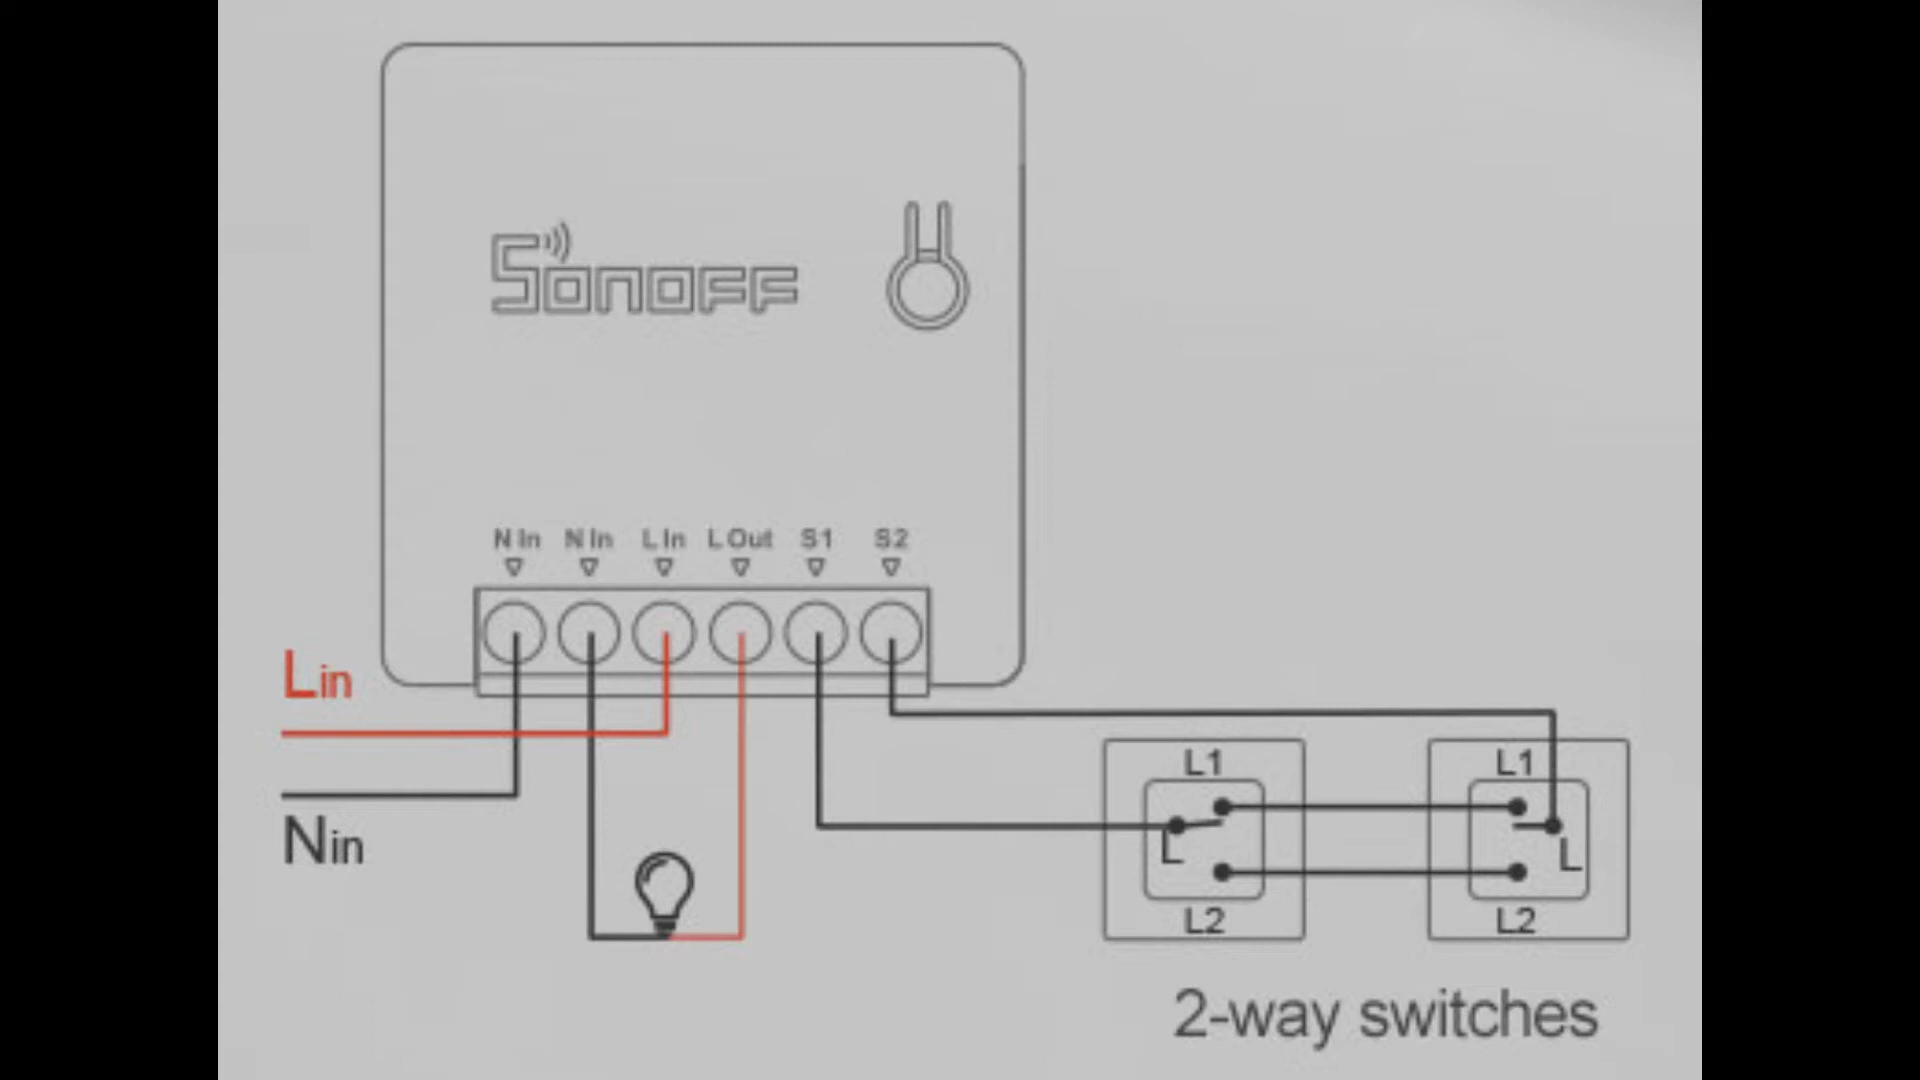 SONOFF
N In N In L In L Out S1 S2
Lin
Nin
L1 L1
L L
L2 L2
2-way switches